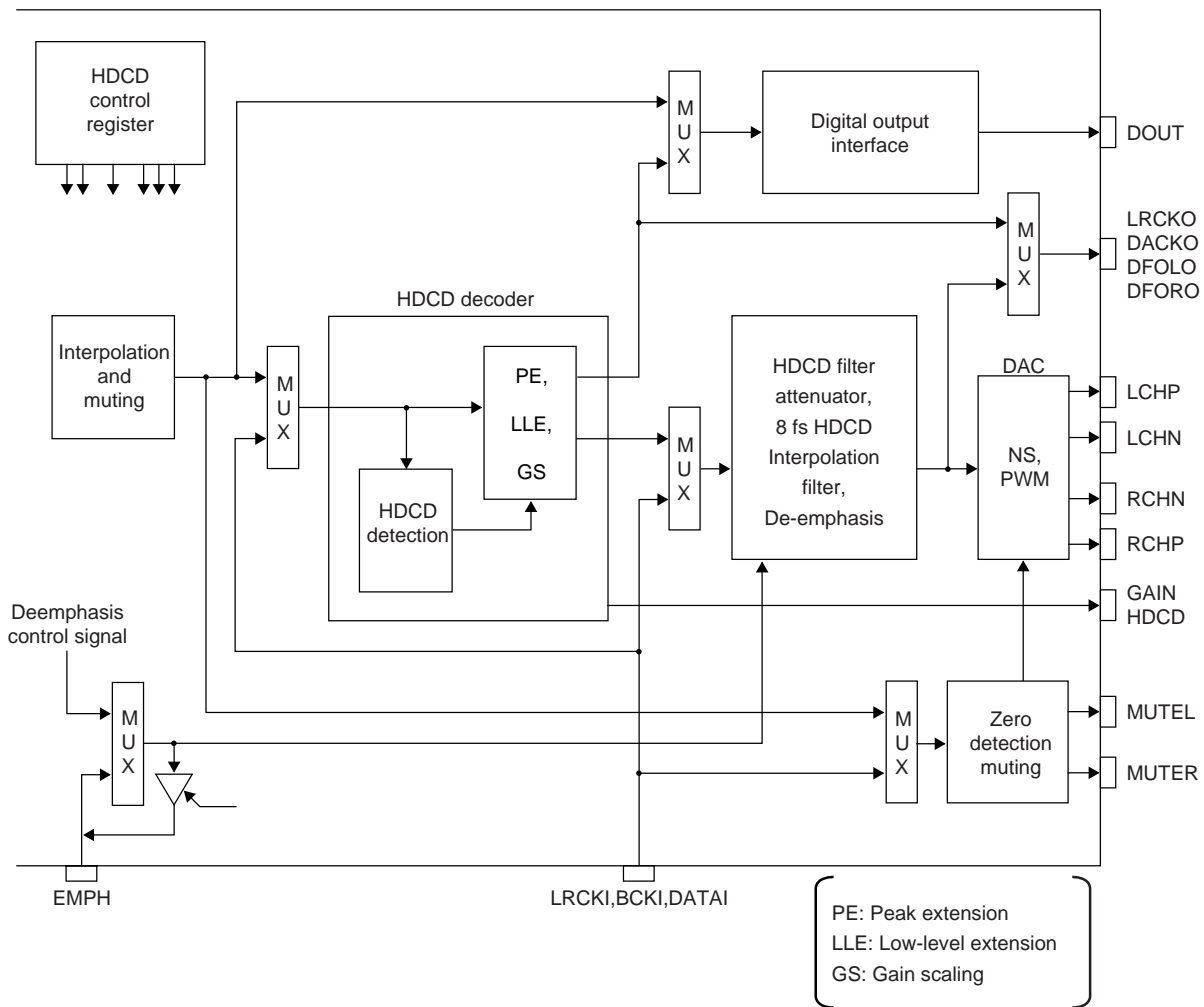 HDCD
control
register
M
U
X
Digital output
interface
DOUT
LRCKO
DACKO
DFOLO
DFORO
M
U
X
HDCD decoder
Interpolation
and
muting
M
U
X
PE,
LLE,
GS
HDCD
detection
M
U
X
HDCD filter
attenuator,
8 fs HDCD
Interpolation
filter,
De-emphasis
DAC
NS,
PWM
LCHP
LCHN
RCHN
RCHP
GAIN
HDCD
Deemphasis
control signal
M
U
X
M
U
X
Zero
detection
muting
MUTEL
MUTER
EMPH
LRCKI,BCKI,DATAI
PE: Peak extension
LLE: Low-level extension
GS: Gain scaling